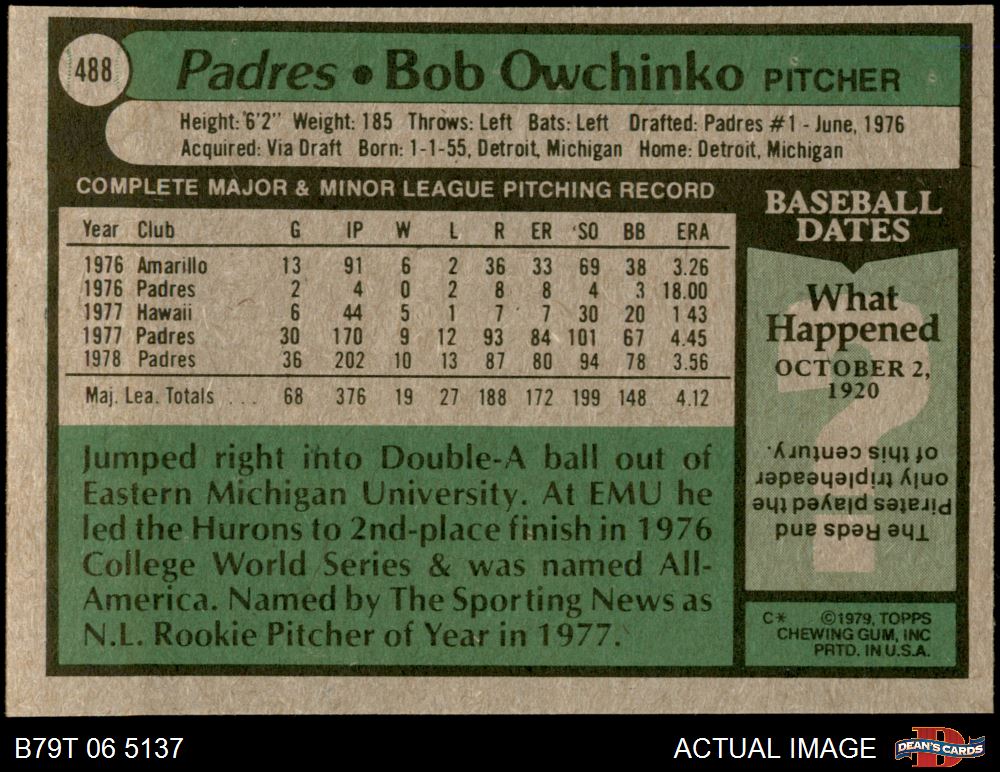 488
Padres • Bob Owchinko PITCHER
Height: 6'2" Weight: 185 Throws: Left Bats: Left Drafted: Padres #1 - June, 1976
Acquired: Via Draft Born: 1-1-55, Detroit, Michigan Home: Detroit, Michigan
COMPLETE MAJOR & MINOR LEAGUE PITCHING RECORD
Year Club G IP W L R ER SO BB ERA
1976 Amarillo 13 91 6 2 36 33 69 38 3.26
1976 Padres 2 4 0 2 8 8 4 3 18.00
1977 Hawaii 6 44 5 1 7 7 30 20 1 43
1977 Padres 30 170 9 12 93 84 101 67 4.45
1978 Padres 36 202 10 13 87 80 94 78 3.56
Maj. Lea. Totals ... 68 376 19 27 188 172 199 148 4.12
Jumped right into Double-A ball out of
Eastern Michigan University. At EMU he
led the Hurons to 2nd-place finish in 1976
College World Series & was named All-
America. Named by The Sporting News as
N.L. Rookie Pitcher of Year in 1977.
BASEBALL
DATES
What
Happened
OCTOBER 2,
1920
The Reds and
Pirates played the
only tripleheader
of this century.
C* ©1979, TOPPS
CHEWING GUM, INC
PRTD. IN U.S.A.
B79T 06 5137
ACTUAL IMAGE
DEAN'S CARDS